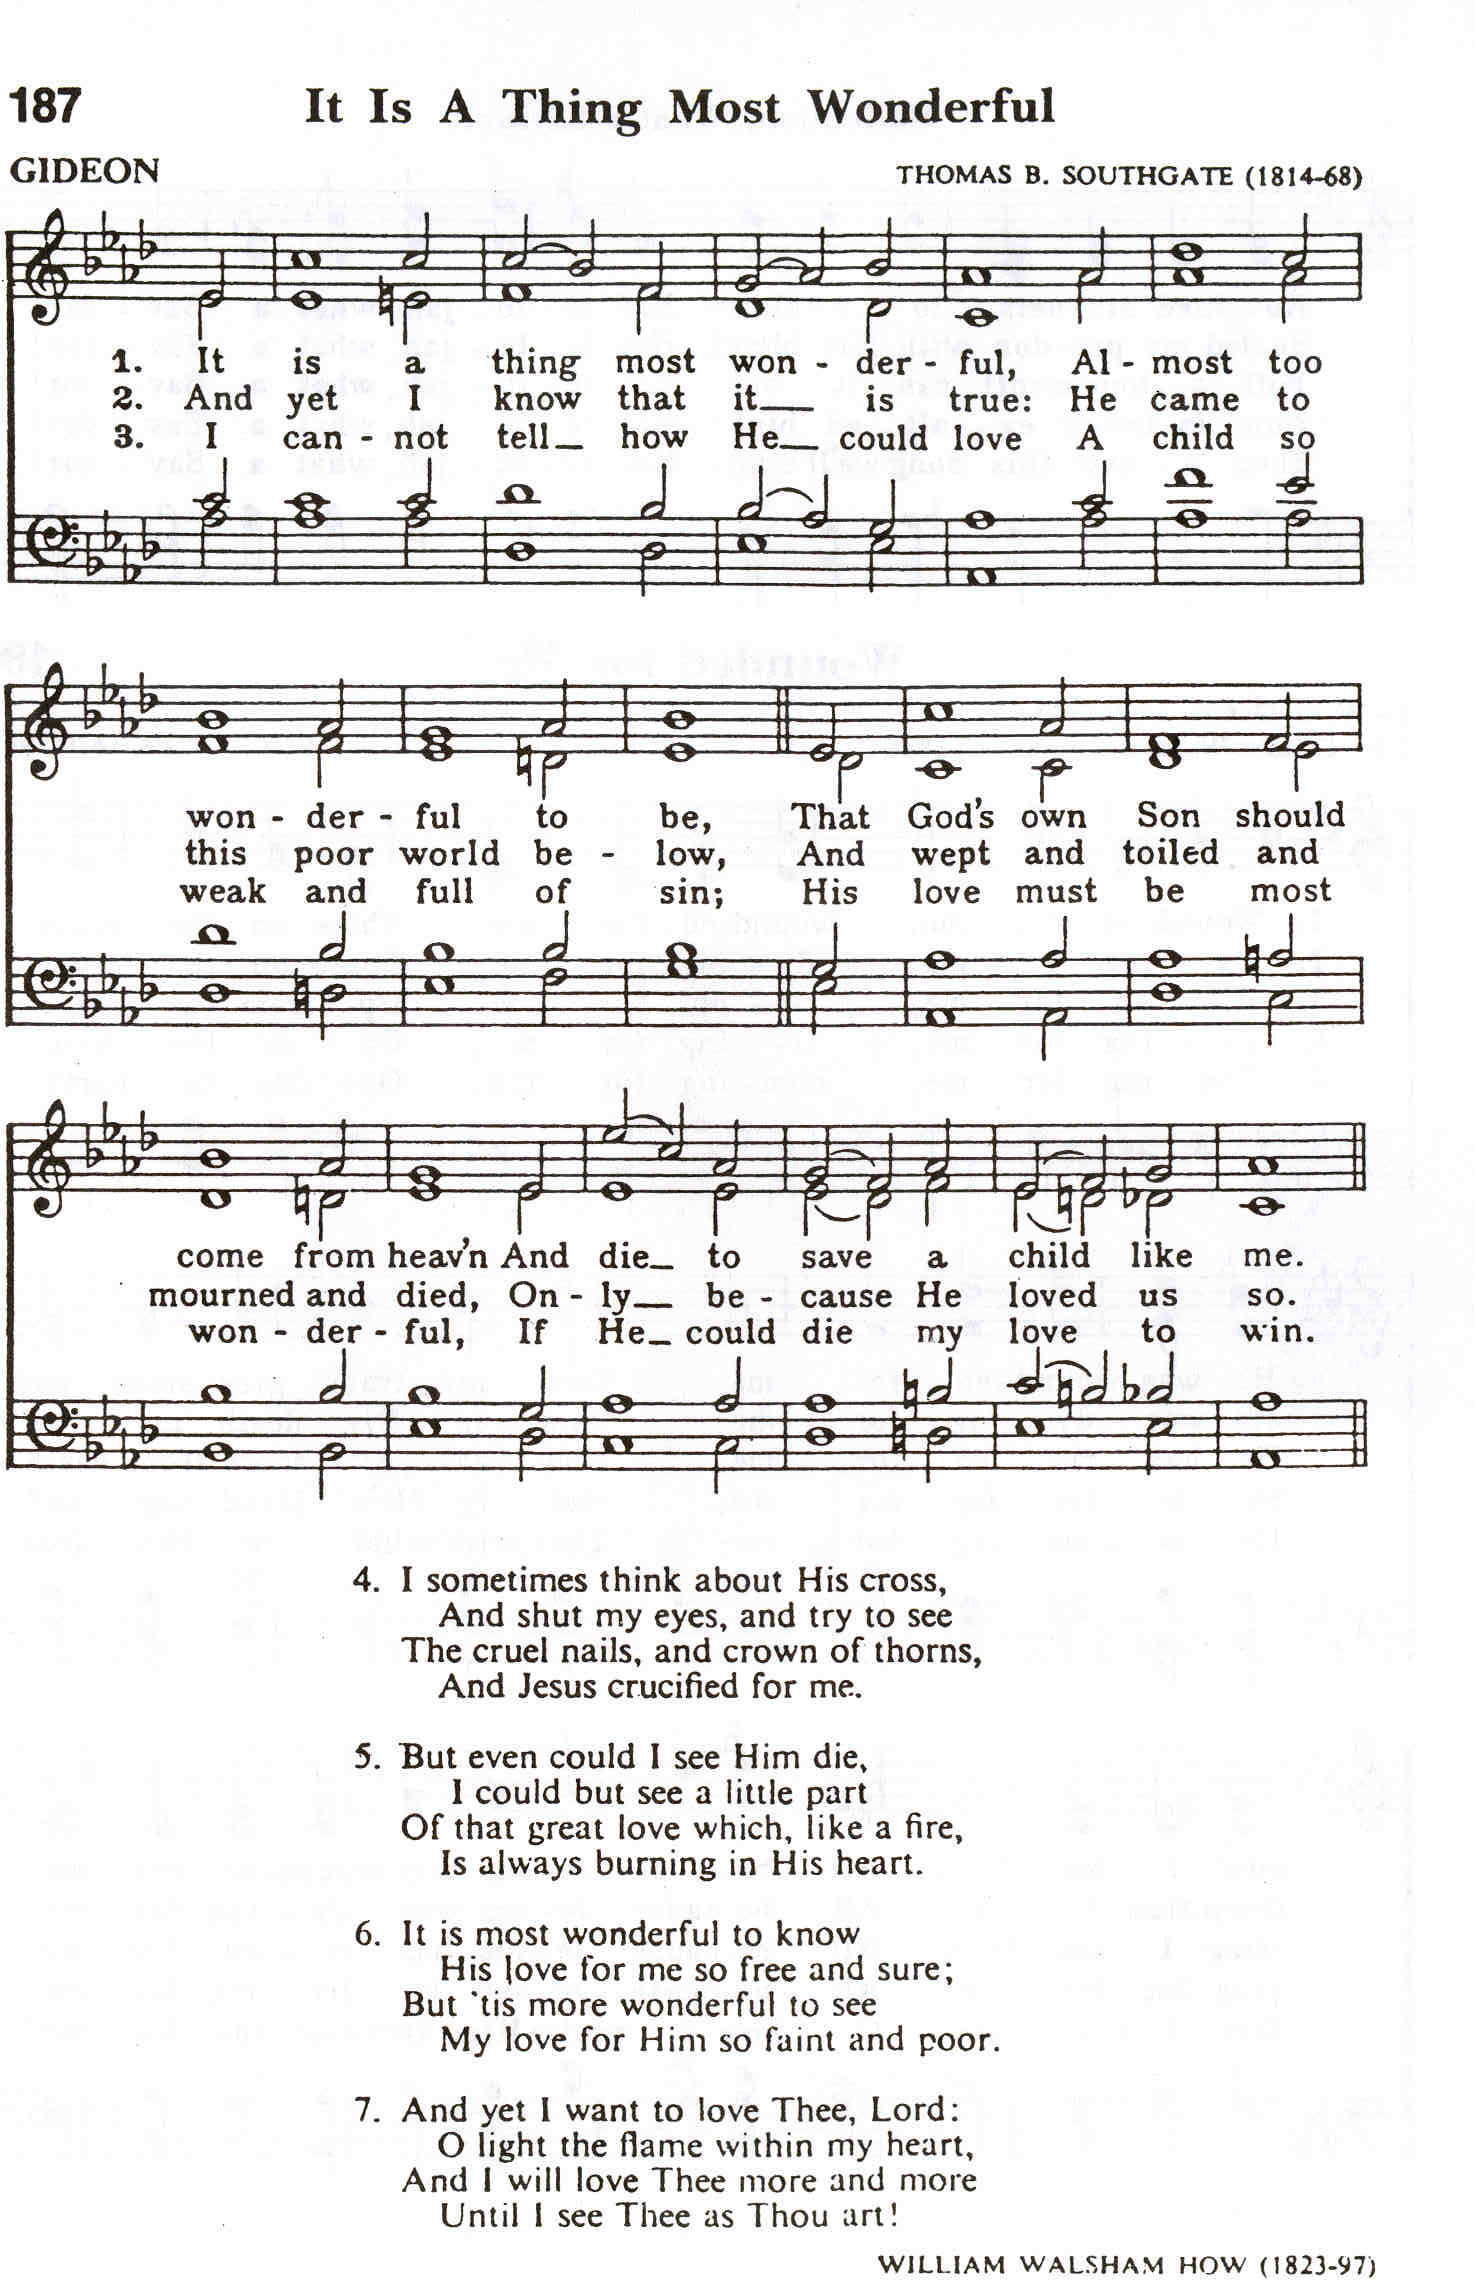 187 It Is A Thing Most Wonderful
GIDEON THOMAS B. SOUTHGATE (1814-68)
1. It is a thing most won - der - ful, Al - most too
2. And yet I know that it__ is true: He came to
3. I can - not tell_ how He_ could love A child so
won - der - ful to be, That God's own Son should
this poor world be - low, And wept and toiled and
weak and full of sin; His love must be most
come from heav'n And die_ to save a child like me.
mourned and died, On - ly__ be - cause He loved us so.
won - der - ful, If He_ could die my love to win.
4. I sometimes think about His cross,
And shut my eyes, and try to see
The cruel nails, and crown of thorns,
And Jesus crucified for me.
5. But even could I see Him die,
I could but see a little part
Of that great love which, like a fire,
Is always burning in His heart.
6. It is most wonderful to know
His love for me so free and sure;
But 'tis more wonderful to see
My love for Him so faint and poor.
7. And yet I want to love Thee, Lord:
O light the flame within my heart,
And I will love Thee more and more
Until I see Thee as Thou art!
WILLIAM WALSHAM HOW (1823-97)